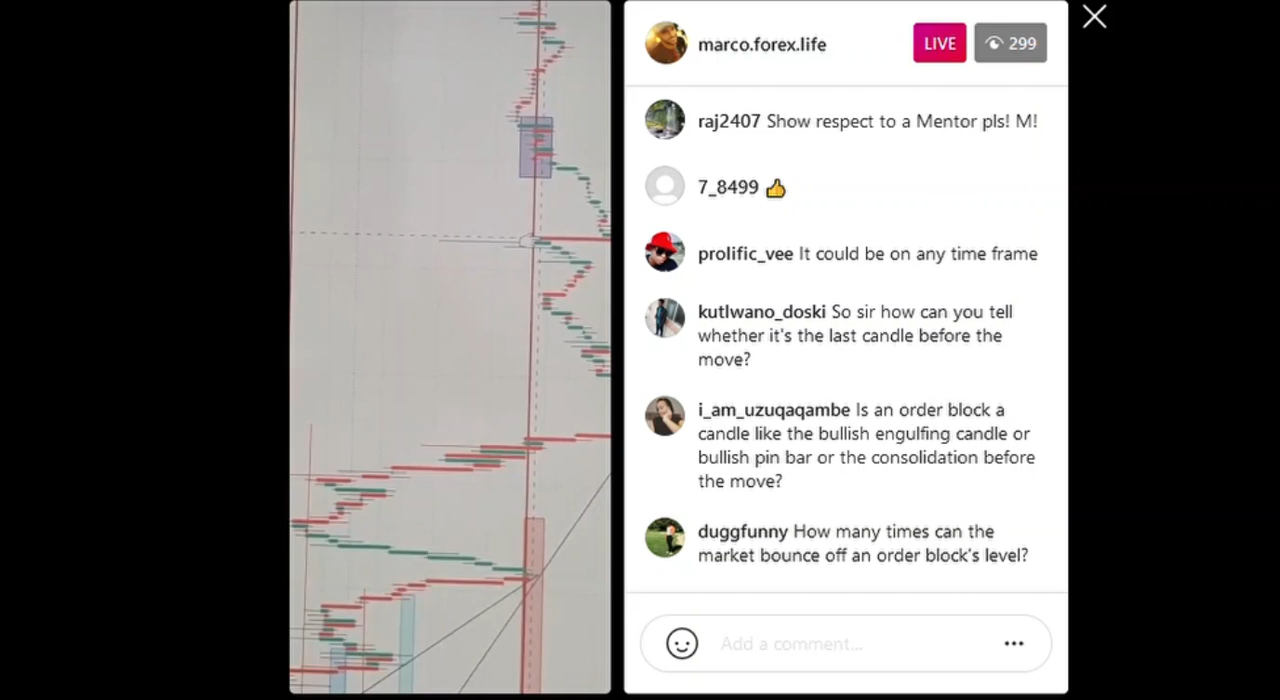 marco.forex.life
LIVE
299
raj2407 Show respect to a Mentor pls! M!
7_8499 👍
prolific_vee It could be on any time frame
kutlwano_doski So sir how can you tell
whether it's the last candle before the
move?
i_am_uzuqaqambe Is an order block a
candle like the bullish engulfing candle or
bullish pin bar or the consolidation before
the move?
duggfunny How many times can the
market bounce off an order block's level?
Add a comment...